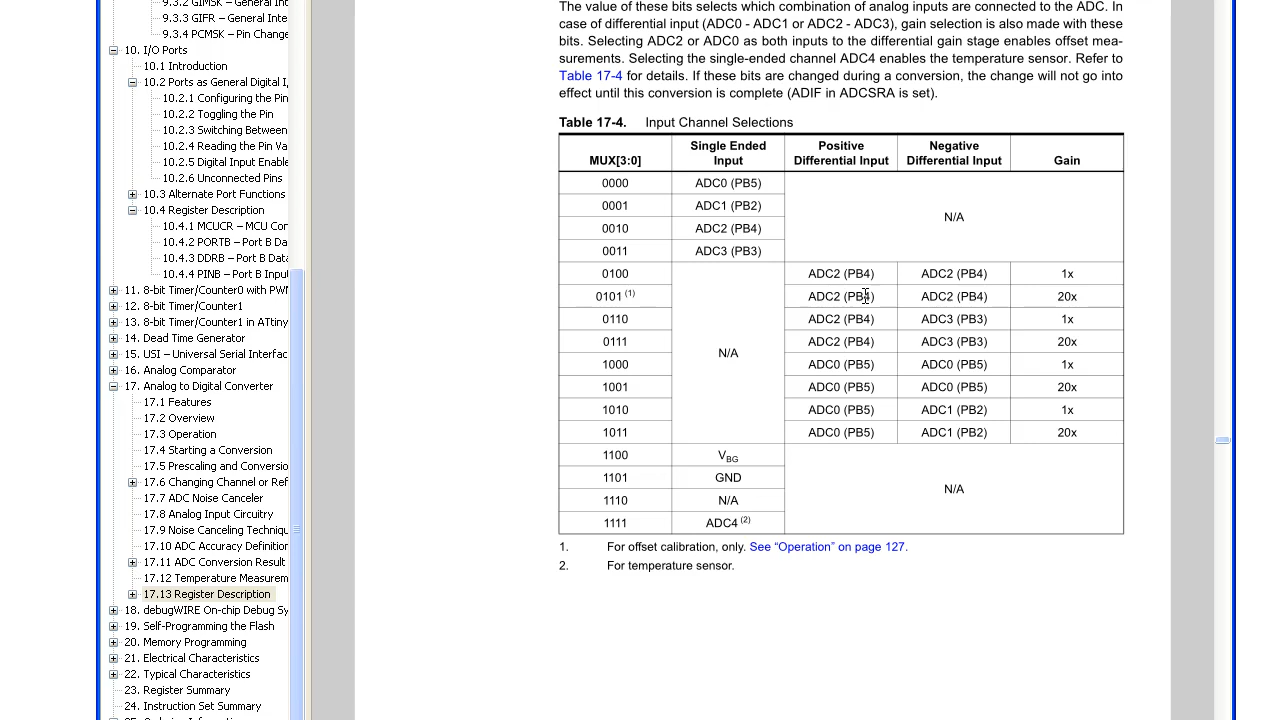 9.3.2 GIMSK – General Int
9.3.3 GIFR – General Inte
9.3.4 PCMSK – Pin Change
10. I/O Ports
10.1 Introduction
10.2 Ports as General Digital I,
10.2.1 Configuring the Pin
10.2.2 Toggling the Pin
10.2.3 Switching Between
10.2.4 Reading the Pin Va
10.2.5 Digital Input Enable
10.2.6 Unconnected Pins
10.3 Alternate Port Functions
10.4 Register Description
10.4.1 MCUCR – MCU Cor
10.4.2 PORTB – Port B Da
10.4.3 DDRB – Port B Data
10.4.4 PINB – Port B Input
11. 8-bit Timer/Counter0 with PWM
12. 8-bit Timer/Counter1
13. 8-bit Timer/Counter1 in ATtiny
14. Dead Time Generator
15. USI – Universal Serial Interfac
16. Analog Comparator
17. Analog to Digital Converter
17.1 Features
17.2 Overview
17.3 Operation
17.4 Starting a Conversion
17.5 Prescaling and Conversio
17.6 Changing Channel or Ref
17.7 ADC Noise Canceler
17.8 Analog Input Circuitry
17.9 Noise Canceling Techniqu
17.10 ADC Accuracy Definition
17.11 ADC Conversion Result
17.12 Temperature Measurem
17.13 Register Description
18. debugWIRE On-chip Debug Sy
19. Self-Programming the Flash
20. Memory Programming
21. Electrical Characteristics
22. Typical Characteristics
23. Register Summary
24. Instruction Set Summary
The value of these bits selects which combination of analog inputs are connected to the ADC. In
case of differential input (ADC0 - ADC1 or ADC2 - ADC3), gain selection is also made with these
bits. Selecting ADC2 or ADC0 as both inputs to the differential gain stage enables offset mea-
surements. Selecting the single-ended channel ADC4 enables the temperature sensor. Refer to
Table 17-4 for details. If these bits are changed during a conversion, the change will not go into
effect until this conversion is complete (ADIF in ADCSRA is set).
Table 17-4. Input Channel Selections
MUX[3:0] Single Ended Input Positive Differential Input Negative Differential Input Gain
0000 ADC0 (PB5) N/A
0001 ADC1 (PB2)
0010 ADC2 (PB4)
0011 ADC3 (PB3)
0100 N/A ADC2 (PB4) ADC2 (PB4) 1x
0101 (1) ADC2 (PB4) ADC2 (PB4) 20x
0110 ADC2 (PB4) ADC3 (PB3) 1x
0111 ADC2 (PB4) ADC3 (PB3) 20x
1000 ADC0 (PB5) ADC0 (PB5) 1x
1001 ADC0 (PB5) ADC0 (PB5) 20x
1010 ADC0 (PB5) ADC1 (PB2) 1x
1011 ADC0 (PB5) ADC1 (PB2) 20x
1100 VBG N/A
1101 GND
1110 N/A
1111 ADC4 (2)
1. For offset calibration, only. See “Operation” on page 127.
2. For temperature sensor.